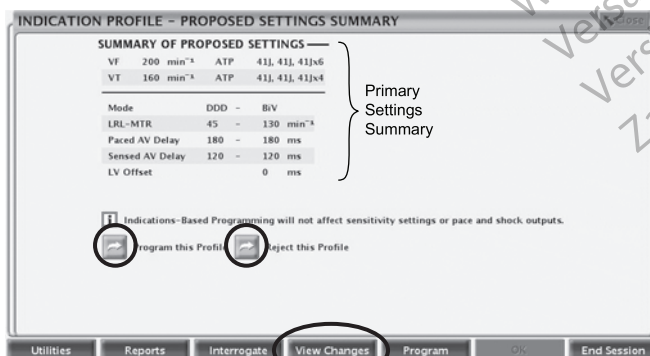 INDICATION PROFILE - PROPOSED SETTINGS SUMMARY
Close
SUMMARY OF PROPOSED SETTINGS
VF 200 min⁻¹ ATP 41J, 41J, 41Jx6
VT 160 min⁻¹ ATP 41J, 41J, 41Jx4
Mode DDD - BiV
LRL-MTR 45 - 130 min⁻¹
Paced AV Delay 180 - 180 ms
Sensed AV Delay 120 - 120 ms
LV Offset 0 ms
Primary
Settings
Summary
i Indications-Based Programming will not affect sensitivity settings or pace and shock outputs.
Program this Profile Reject this Profile
Utilities Reports Interrogate View Changes Program OK End Session